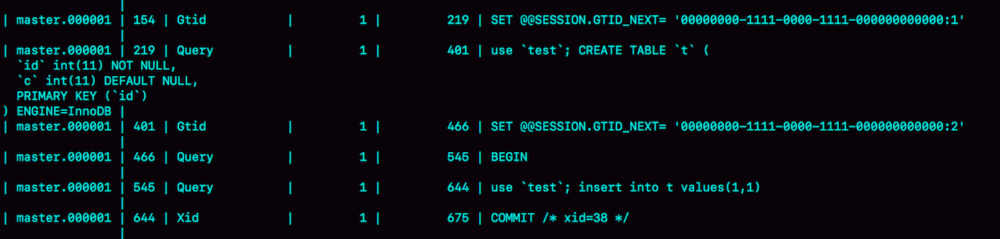 |
| master.000001 | 154 | Gtid | 1 | 219 | SET @@SESSION.GTID_NEXT= '00000000-1111-0000-1111-000000000000:1'
|
| master.000001 | 219 | Query | 1 | 401 | use `test`; CREATE TABLE `t` (
`id` int(11) NOT NULL,
`c` int(11) DEFAULT NULL,
PRIMARY KEY (`id`)
) ENGINE=InnoDB |
| master.000001 | 401 | Gtid | 1 | 466 | SET @@SESSION.GTID_NEXT= '00000000-1111-0000-1111-000000000000:2'
|
| master.000001 | 466 | Query | 1 | 545 | BEGIN
|
| master.000001 | 545 | Query | 1 | 644 | use `test`; insert into t values(1,1)
|
| master.000001 | 644 | Xid | 1 | 675 | COMMIT /* xid=38 */
|